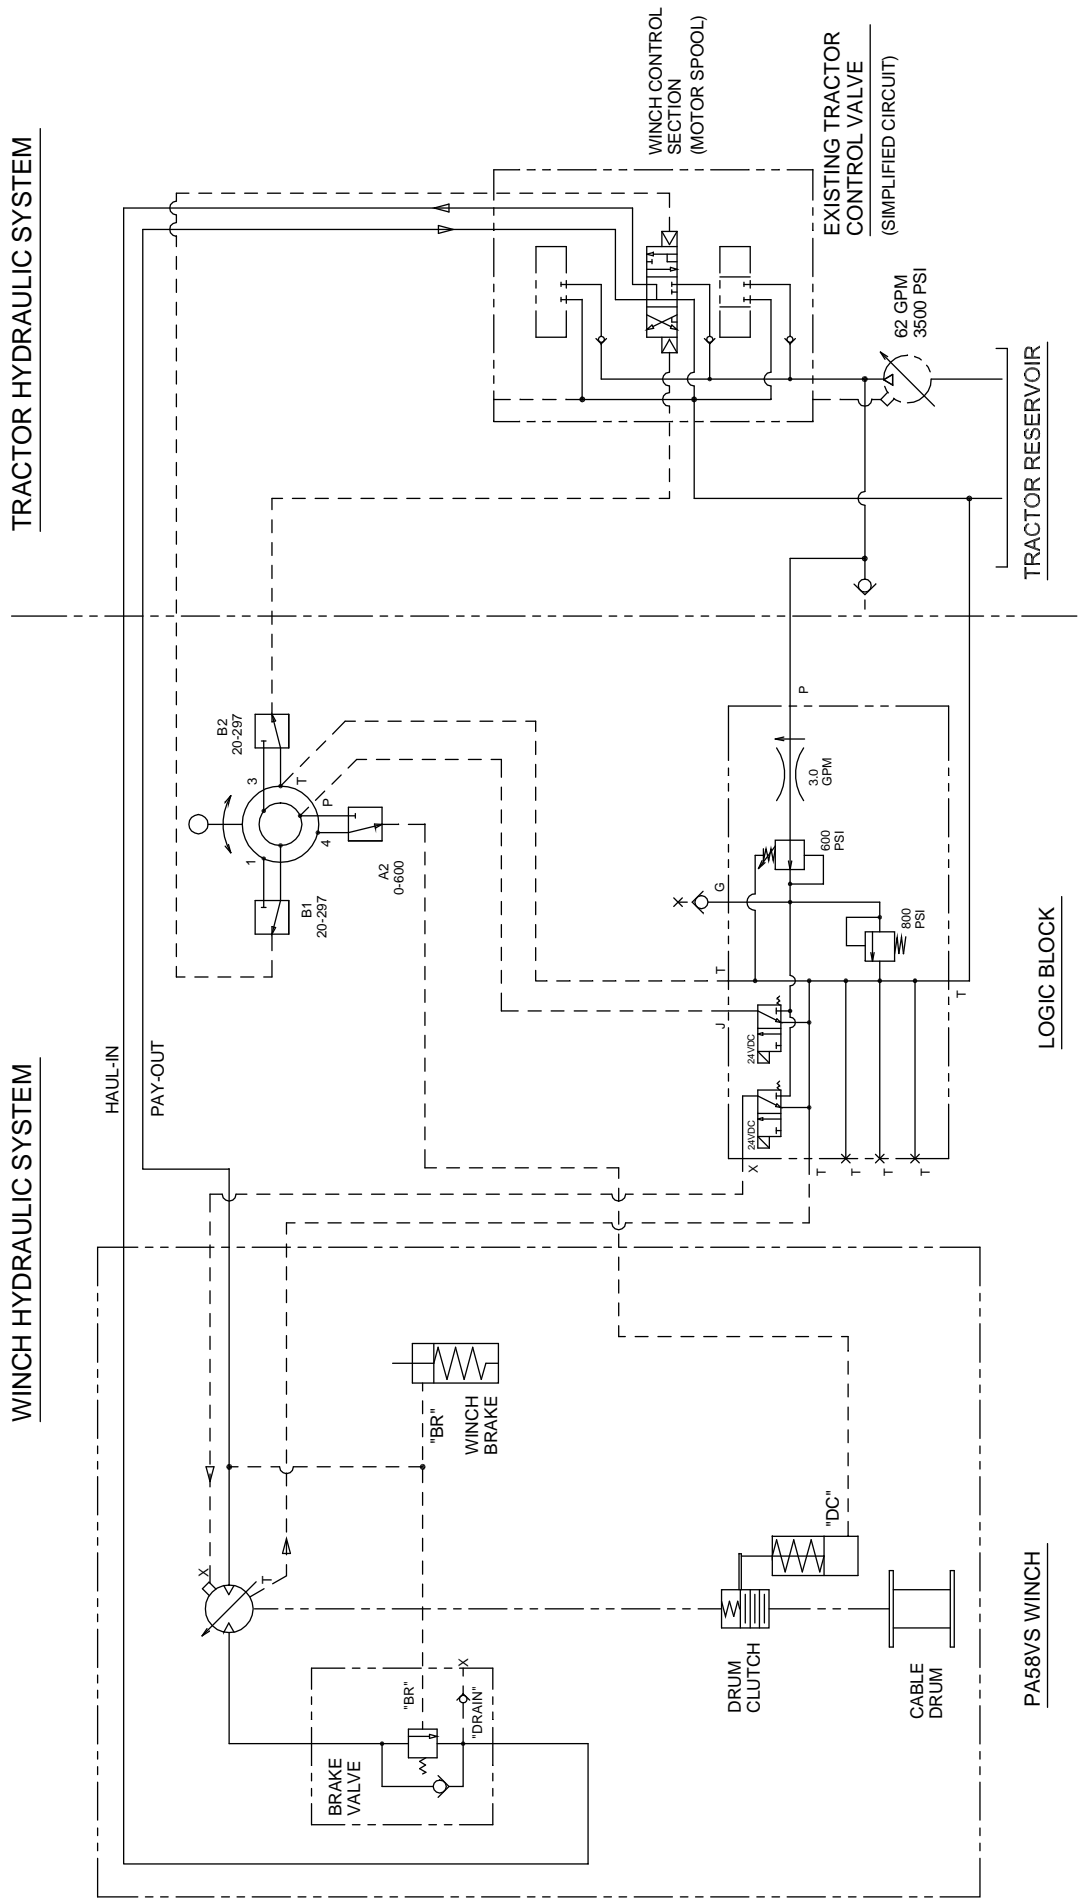 WINCH HYDRAULIC SYSTEM
TRACTOR HYDRAULIC SYSTEM
HAUL-IN
PAY-OUT
B1
20-297
1
B2
20-297
3
T
P
4
A2
0-600
WINCH CONTROL
SECTION
(MOTOR SPOOL)
EXISTING TRACTOR
CONTROL VALVE
(SIMPLIFIED CIRCUIT)
62 GPM
3500 PSI
TRACTOR RESERVOIR
X
T
"BR"
WINCH
BRAKE
BRAKE
VALVE
"BR"
"DRAIN"
X
DRUM
CLUTCH
"DC"
CABLE
DRUM
PA58VS WINCH
X
24VDC
J
24VDC
T
G
P
3.0
GPM
600
PSI
800
PSI
T
T
T
T
T
LOGIC BLOCK